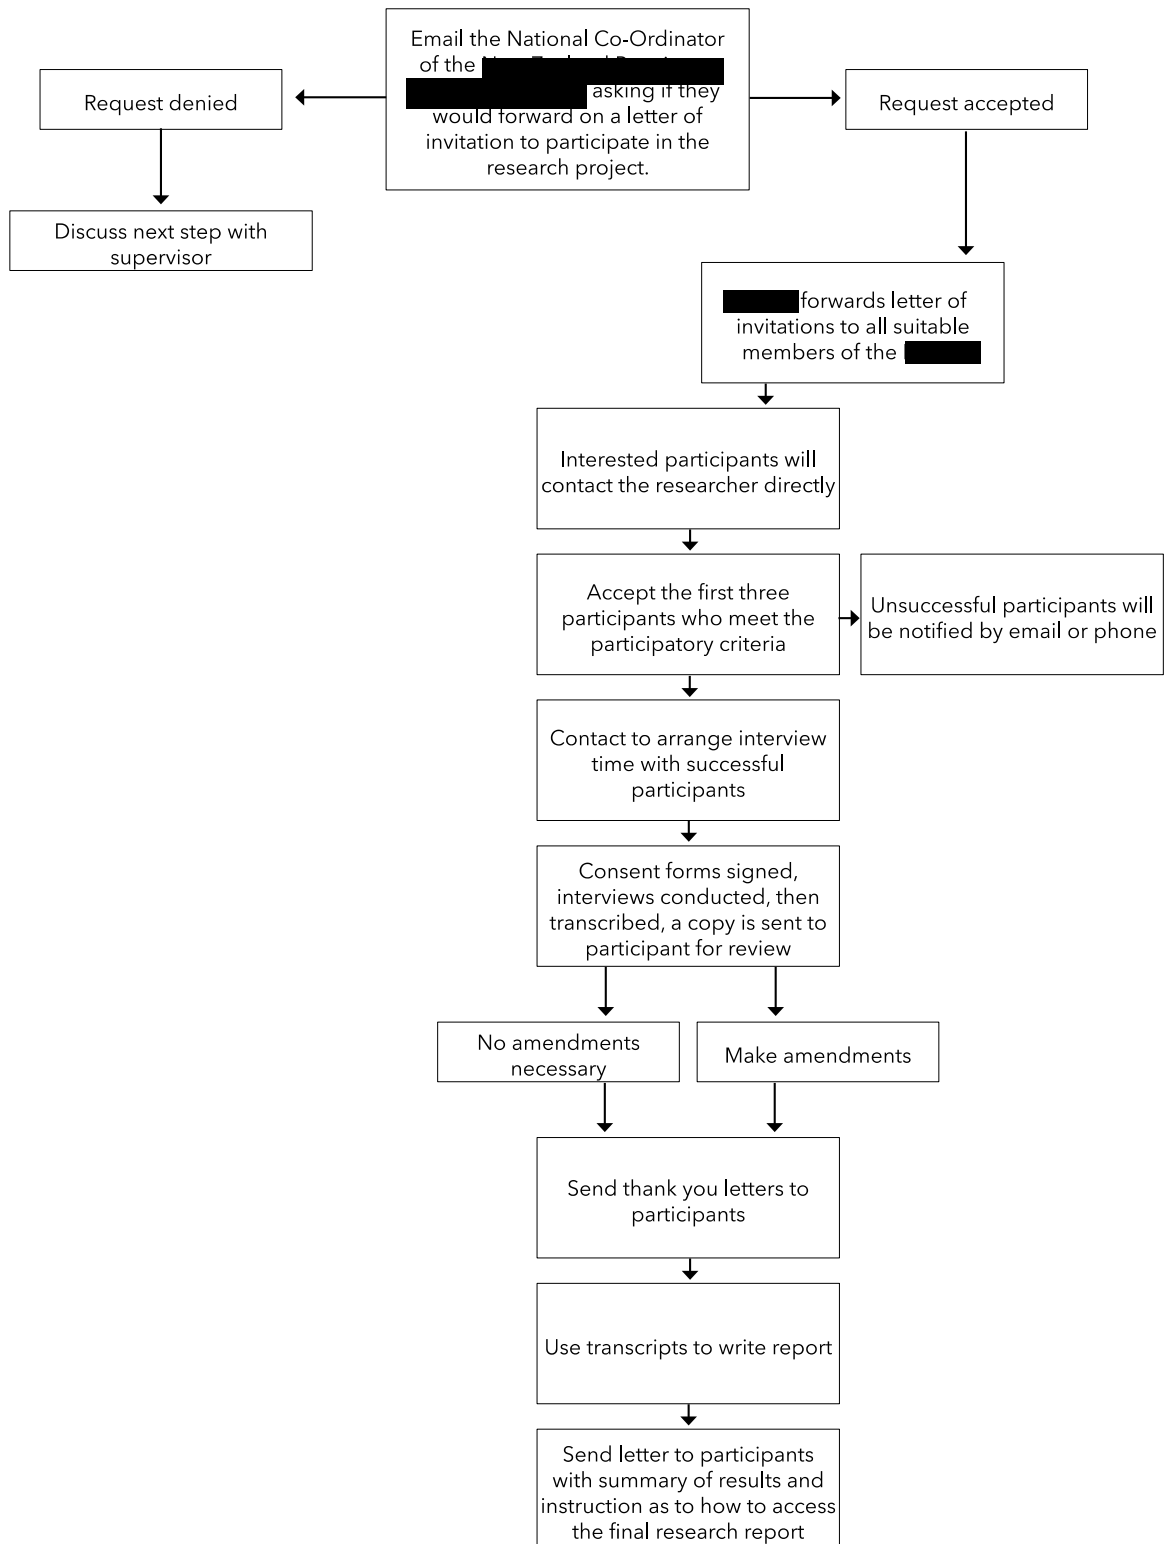 Email the National Co-Ordinator
of the
asking if they
would forward on a letter of
invitation to participate in the
research project.
Request denied
Request accepted
Discuss next step with
supervisor
forwards letter of
invitations to all suitable
members of the
Interested participants will
contact the researcher directly
Accept the first three
participants who meet the
participatory criteria
Unsuccessful participants will
be notified by email or phone
Contact to arrange interview
time with successful
participants
Consent forms signed,
interviews conducted, then
transcribed, a copy is sent to
participant for review
No amendments
necessary
Make amendments
Send thank you letters to
participants
Use transcripts to write report
Send letter to participants
with summary of results and
instruction as to how to access
the final research report